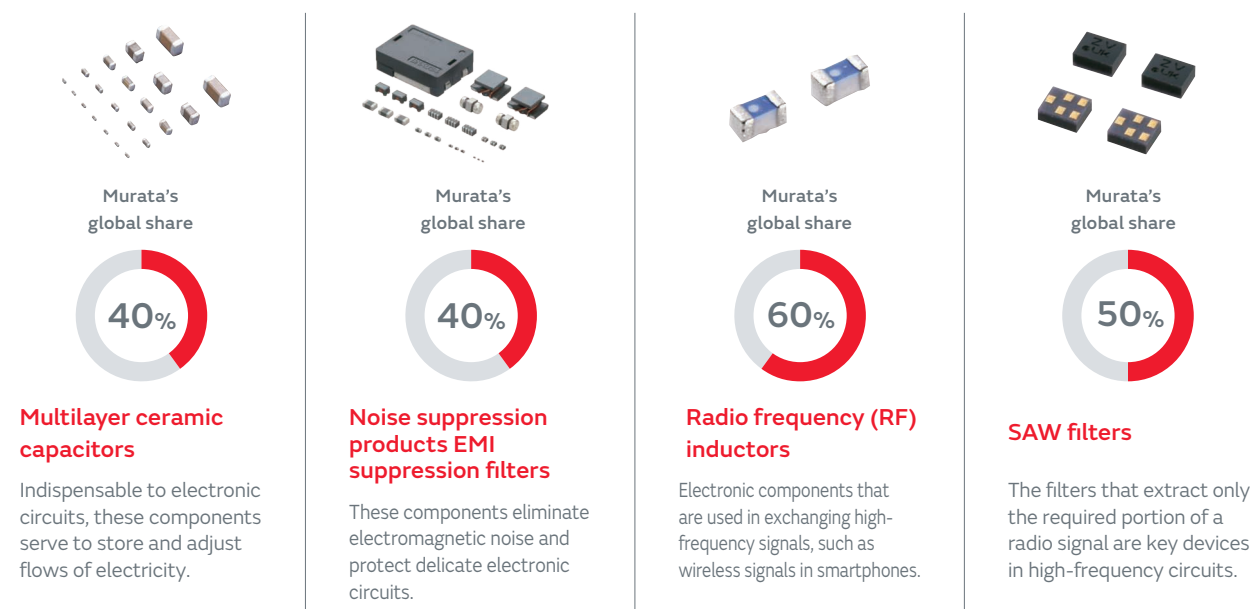 Murata’s
global share
40%
Multilayer ceramic
capacitors
Indispensable to electronic
circuits, these components
serve to store and adjust
flows of electricity.
Murata’s
global share
40%
Noise suppression
products EMI
suppression filters
These components eliminate
electromagnetic noise and
protect delicate electronic
circuits.
Murata’s
global share
60%
Radio frequency (RF)
inductors
Electronic components that
are used in exchanging high-
frequency signals, such as
wireless signals in smartphones.
Murata’s
global share
50%
SAW filters
The filters that extract only
the required portion of a
radio signal are key devices
in high-frequency circuits.